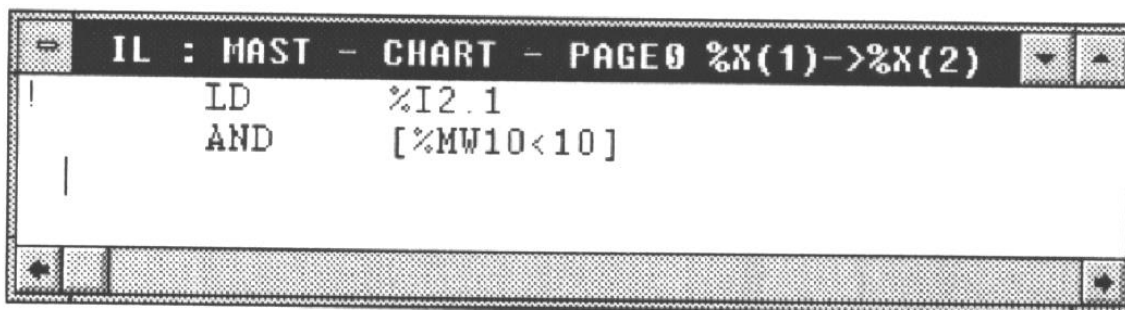 IL : MAST - CHART - PAGE0 %X(1)->%X(2)
! LD %I2.1
AND [%MW10<10]